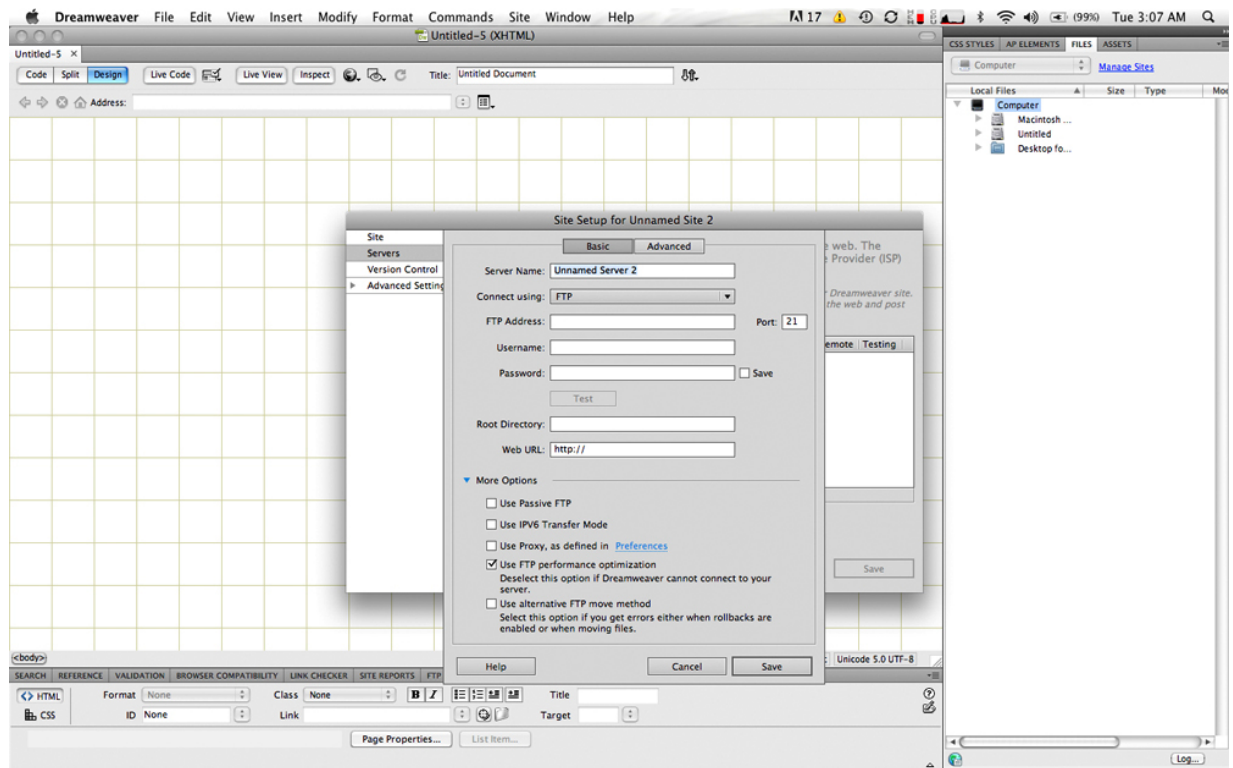 Dreamweaver File Edit View Insert Modify Format Commands Site Window Help 17 (99%) Tue 3:07 AM
Untitled-5 (XHTML)
Untitled-5 ×
Code Split Design Live Code Live View Inspect Title: Untitled Document
Address:
CSS STYLES AP ELEMENTS FILES ASSETS
Computer Manage Sites
Local Files Size Type
Computer
Macintosh ...
Untitled
Desktop fo...
Site Setup for Unnamed Site 2
Site
Servers
Version Control
Advanced Setting
Basic Advanced
Server Name: Unnamed Server 2
Connect using: FTP
FTP Address: Port: 21
Username:
Password: Save
Test
Root Directory:
Web URL: http://
More Options
Use Passive FTP
Use IPV6 Transfer Mode
Use Proxy, as defined in Preferences
Use FTP performance optimization
Deselect this option if Dreamweaver cannot connect to your
server.
Use alternative FTP move method
Select this option if you get errors either when rollbacks are
enabled or when moving files.
Help Cancel Save
web. The
Provider (ISP)
Dreamweaver site.
the web and post
emote Testing
Save
<body>
Unicode 5.0 UTF-8
SEARCH REFERENCE VALIDATION BROWSER COMPATIBILITY LINK CHECKER SITE REPORTS FTP
<> HTML Format None Class None B I Title
CSS ID None Link Target
Page Properties... List Item...
Log...